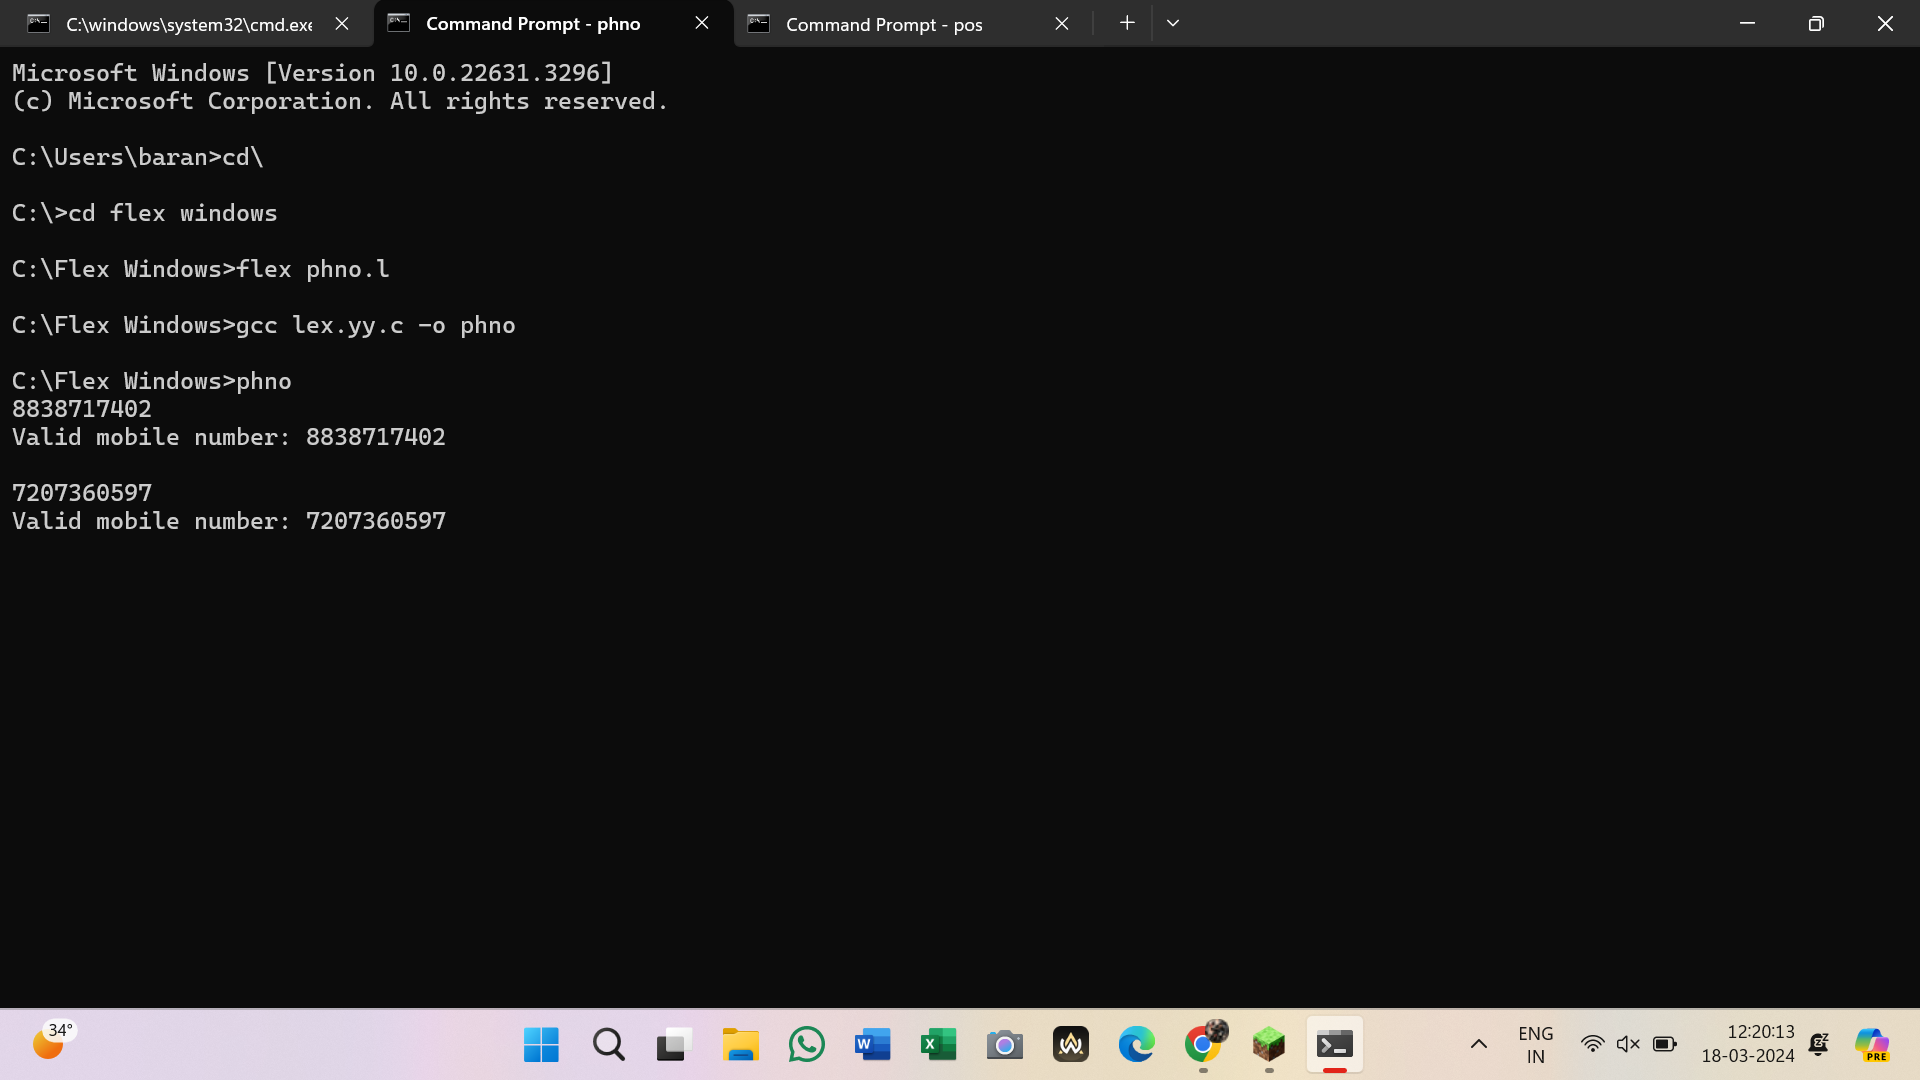 C:\windows\system32\cmd.exe
Command Prompt - phno
Command Prompt - pos
Microsoft Windows [Version 10.0.22631.3296]
(c) Microsoft Corporation. All rights reserved.
C:\Users\baran>cd\
C:\>cd flex windows
C:\Flex Windows>flex phno.l
C:\Flex Windows>gcc lex.yy.c -o phno
C:\Flex Windows>phno
8838717402
Valid mobile number: 8838717402
7207360597
Valid mobile number: 7207360597
34°
ENG
IN
12:20:13
18-03-2024
PRE